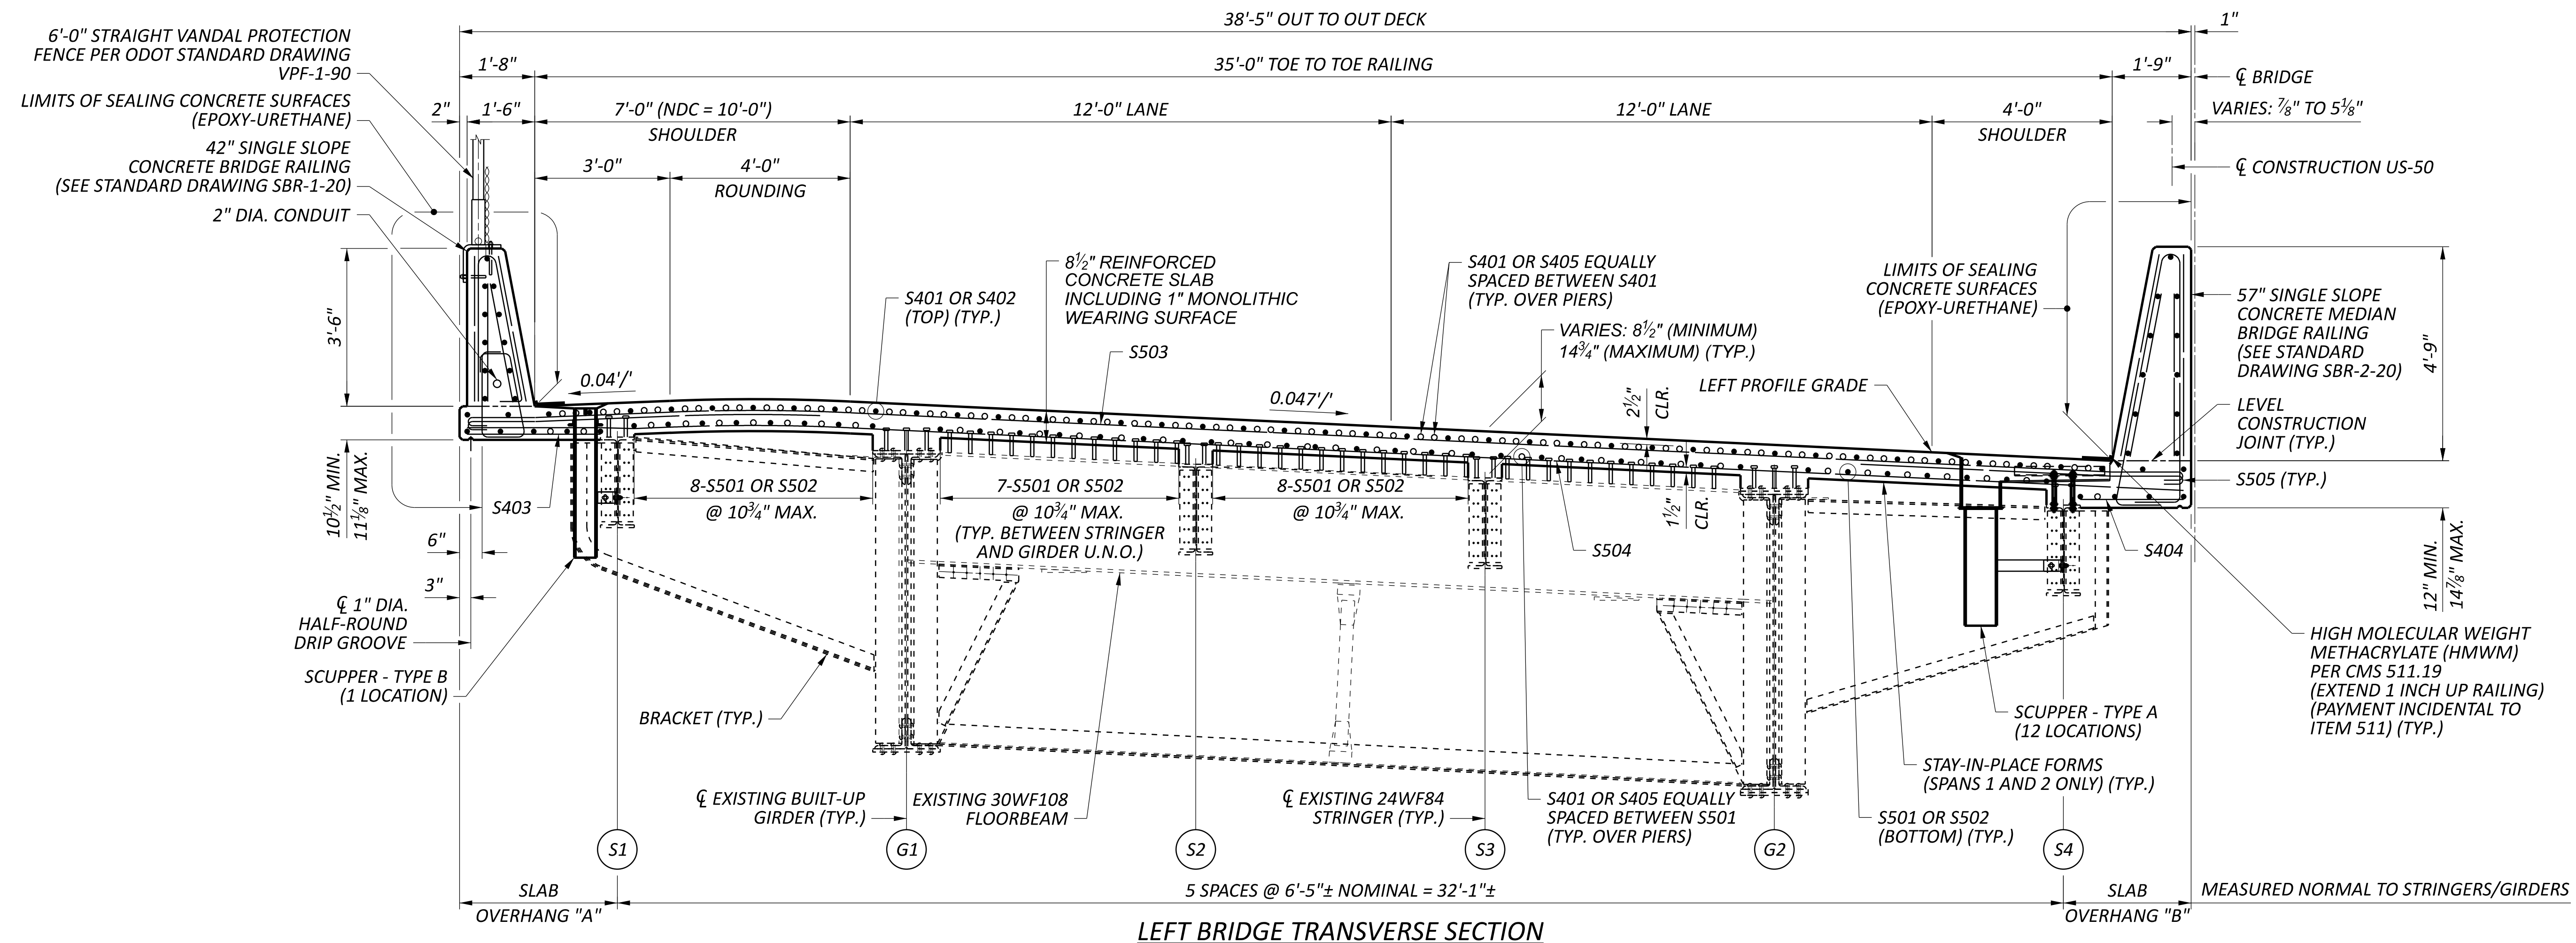 38'-5" OUT TO OUT DECK
1"
6'-0" STRAIGHT VANDAL PROTECTION
FENCE PER ODOT STANDARD DRAWING
VPF-1-90
1'-8"
35'-0" TOE TO TOE RAILING
1'-9"
℄ BRIDGE
LIMITS OF SEALING CONCRETE SURFACES
(EPOXY-URETHANE)
2"
1'-6"
7'-0" (NDC = 10'-0")
SHOULDER
12'-0" LANE
12'-0" LANE
4'-0"
SHOULDER
VARIES: 7/8" TO 5 1/8"
42" SINGLE SLOPE
CONCRETE BRIDGE RAILING
(SEE STANDARD DRAWING SBR-1-20)
3'-0"
4'-0"
ROUNDING
℄ CONSTRUCTION US-50
2" DIA. CONDUIT
3'-6"
S401 OR S402
(TOP) (TYP.)
8 1/2" REINFORCED
CONCRETE SLAB
INCLUDING 1" MONOLITHIC
WEARING SURFACE
S401 OR S405 EQUALLY
SPACED BETWEEN S401
(TYP. OVER PIERS)
LIMITS OF SEALING
CONCRETE SURFACES
(EPOXY-URETHANE)
57" SINGLE SLOPE
CONCRETE MEDIAN
BRIDGE RAILING
(SEE STANDARD
DRAWING SBR-2-20)
4'-9"
VARIES: 8 1/2" (MINIMUM)
14 3/4" (MAXIMUM) (TYP.)
S503
0.04'/'
0.047'/'
2 1/2"
CLR.
LEFT PROFILE GRADE
LEVEL
CONSTRUCTION
JOINT (TYP.)
S505 (TYP.)
10 1/2" MIN.
11 1/8" MAX.
S403
8-S501 OR S502
@ 10 3/4" MAX.
7-S501 OR S502
@ 10 3/4" MAX.
(TYP. BETWEEN STRINGER
AND GIRDER U.N.O.)
8-S501 OR S502
@ 10 3/4" MAX.
1 1/2"
CLR.
S504
S404
12" MIN.
14 7/8" MAX.
6"
3"
℄ 1" DIA.
HALF-ROUND
DRIP GROOVE
SCUPPER - TYPE B
(1 LOCATION)
BRACKET (TYP.)
HIGH MOLECULAR WEIGHT
METHACRYLATE (HMWM)
PER CMS 511.19
(EXTEND 1 INCH UP RAILING)
(PAYMENT INCIDENTAL TO
ITEM 511) (TYP.)
SCUPPER - TYPE A
(12 LOCATIONS)
STAY-IN-PLACE FORMS
(SPANS 1 AND 2 ONLY) (TYP.)
℄ EXISTING BUILT-UP
GIRDER (TYP.)
EXISTING 30WF108
FLOORBEAM
℄ EXISTING 24WF84
STRINGER (TYP.)
S401 OR S405 EQUALLY
SPACED BETWEEN S501
(TYP. OVER PIERS)
S501 OR S502
(BOTTOM) (TYP.)
S1
G1
S2
S3
G2
S4
SLAB
OVERHANG "A"
5 SPACES @ 6'-5"± NOMINAL = 32'-1"±
SLAB
OVERHANG "B"
MEASURED NORMAL TO STRINGERS/GIRDERS
LEFT BRIDGE TRANSVERSE SECTION